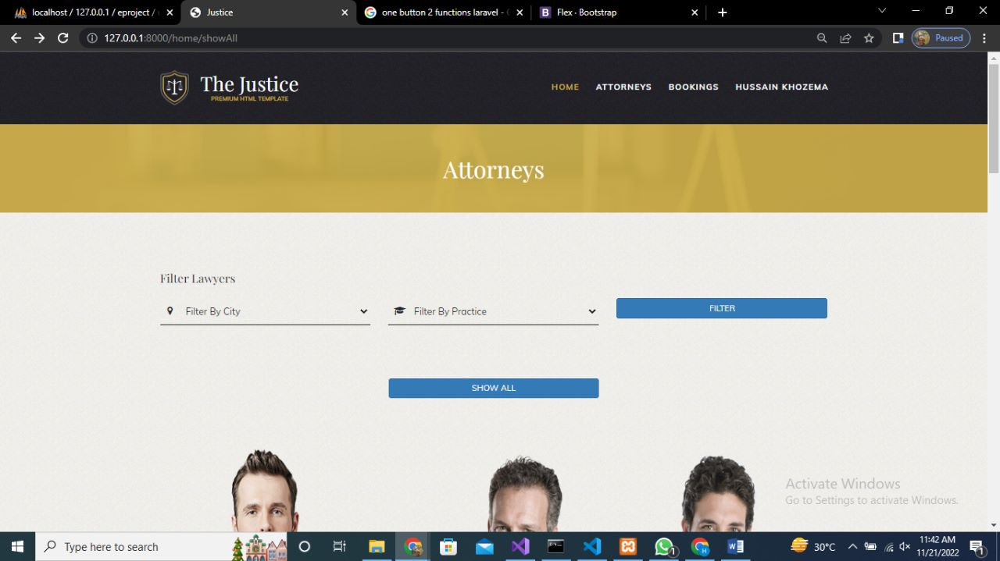 localhost / 127.0.0.1 / eproject /
Justice
one button 2 functions laravel -
Flex · Bootstrap
127.0.0.1:8000/home/showAll
Paused
The Justice
PREMIUM HTML TEMPLATE
HOME
ATTORNEYS
BOOKINGS
HUSSAIN KHOZEMA
Attorneys
Filter Lawyers
Filter By City
Filter By Practice
FILTER
SHOW ALL
Activate Windows
Go to Settings to activate Windows.
Type here to search
1
H
30°C
11:42 AM
11/21/2022
1